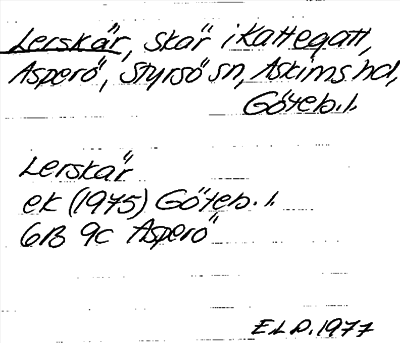 Lerskär, skär i Kattegatt,
Asperö, Styrsö sn, Askims hd,
Göteb. l.
Lerskär
ek (1975) Göteb. l.
6B 9c Asperö
E.L.D. 1977